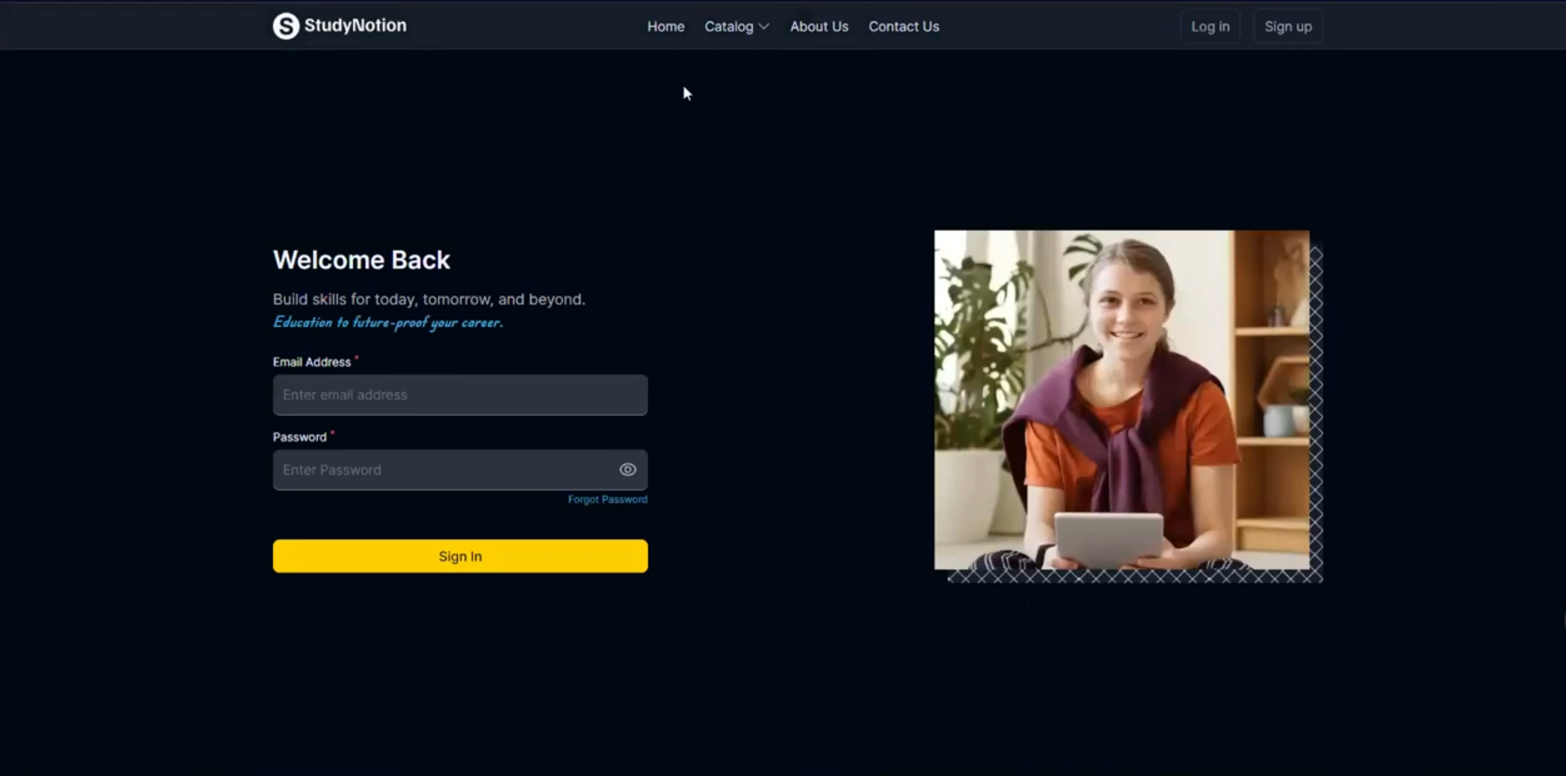 StudyNotion
Home Catalog About Us Contact Us
Log in Sign up
Welcome Back
Build skills for today, tomorrow, and beyond.
Education to future-proof your career.
Email Address *
Enter email address
Password *
Enter Password
Forgot Password
Sign In